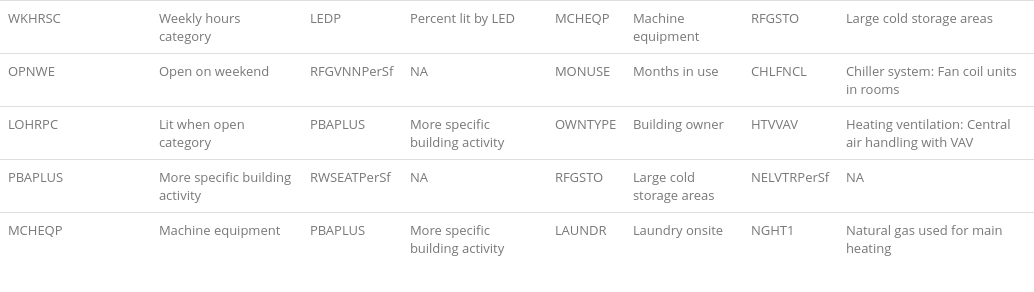 WKHRSC Weekly hours category LEDP Percent lit by LED MCHEQP Machine equipment RFGSTO Large cold storage areas
OPNWE Open on weekend RFGVNNPerSf NA MONUSE Months in use CHLFNCL Chiller system: Fan coil units in rooms
LOHRPC Lit when open category PBAPLUS More specific building activity OWNTYPE Building owner HTVVAV Heating ventilation: Central air handling with VAV
PBAPLUS More specific building activity RWSEATPerSf NA RFGSTO Large cold storage areas NELVTRPerSf NA
MCHEQP Machine equipment PBAPLUS More specific building activity LAUNDR Laundry onsite NGHT1 Natural gas used for main heating